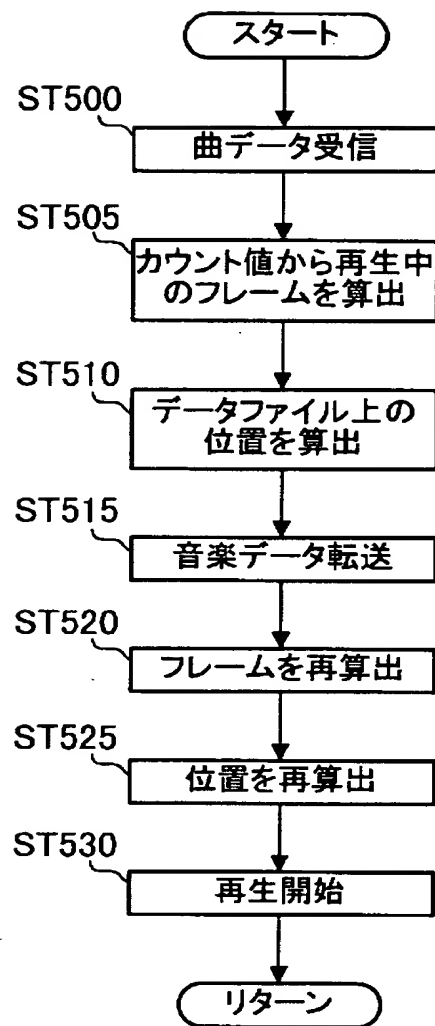 スタート
ST500
曲データ受信
ST505
カウント値から再生中
のフレームを算出
ST510
データファイル上の
位置を算出
ST515
音楽データ転送
ST520
フレームを再算出
ST525
位置を再算出
ST530
再生開始
リターン